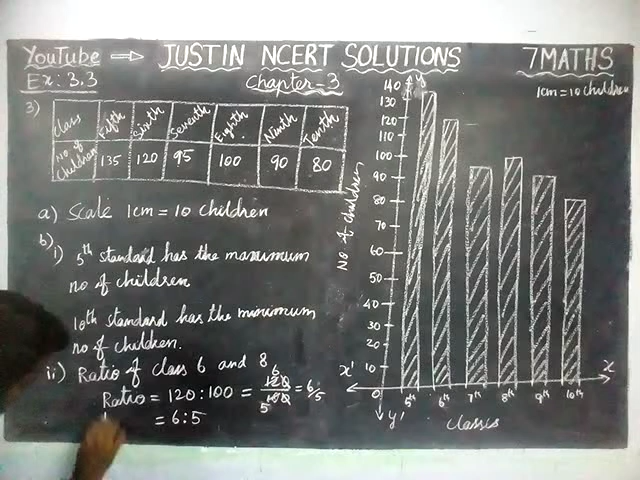 YouTube → JUSTIN NCERT SOLUTIONS 7MATHS
Ex: 3.3 Chapter-3 1cm=10 children
3) Class Fifth Sixth Seventh Eighth Ninth Tenth
No of children 135 120 95 100 90 80
a) Scale 1cm = 10 children
b)
i) 5th standard has the maximum
no of children
10th standard has the minimum
no of children.
ii) Ratio of class 6 and 8
Ratio = 120:100 = 6 120/100 5 = 6/5
= 6:5
y
140
130
120
110
100
90
80
70
60
50
40
30
20
10
0
No of children
x' x
5th 6th 7th 8th 9th 10th
y' classes